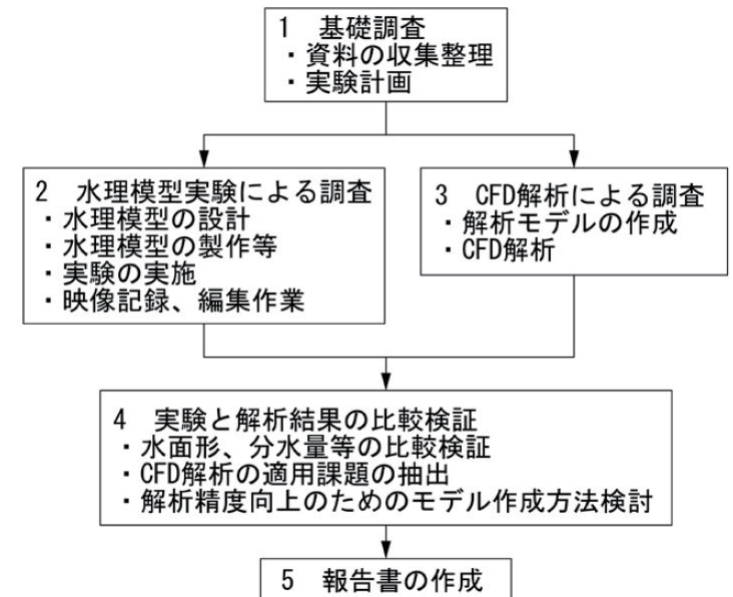 1 基礎調査
・資料の収集整理
・実験計画
2 水理模型実験による調査
・水理模型の設計
・水理模型の製作等
・実験の実施
・映像記録、編集作業
3 CFD解析による調査
・解析モデルの作成
・CFD解析
4 実験と解析結果の比較検証
・水面形、分水量等の比較検証
・CFD解析の適用課題の抽出
・解析精度向上のためのモデル作成方法検討
5 報告書の作成